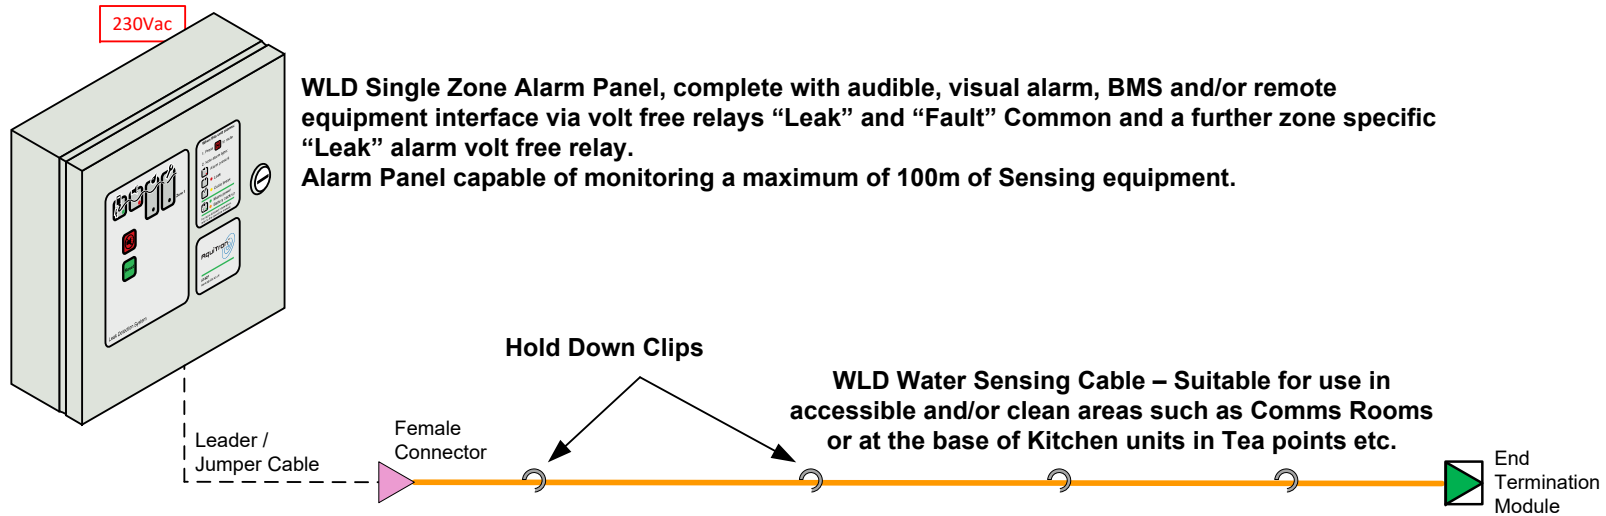 230Vac
WLD Single Zone Alarm Panel, complete with audible, visual alarm, BMS and/or remote
equipment interface via volt free relays “Leak” and “Fault” Common and a further zone specific
“Leak” alarm volt free relay.
Alarm Panel capable of monitoring a maximum of 100m of Sensing equipment.
AquiTron
Leak Detection System
Hold Down Clips
WLD Water Sensing Cable – Suitable for use in
accessible and/or clean areas such as Comms Rooms
or at the base of Kitchen units in Tea points etc.
Leader /
Jumper Cable
Female
Connector
End
Termination
Module